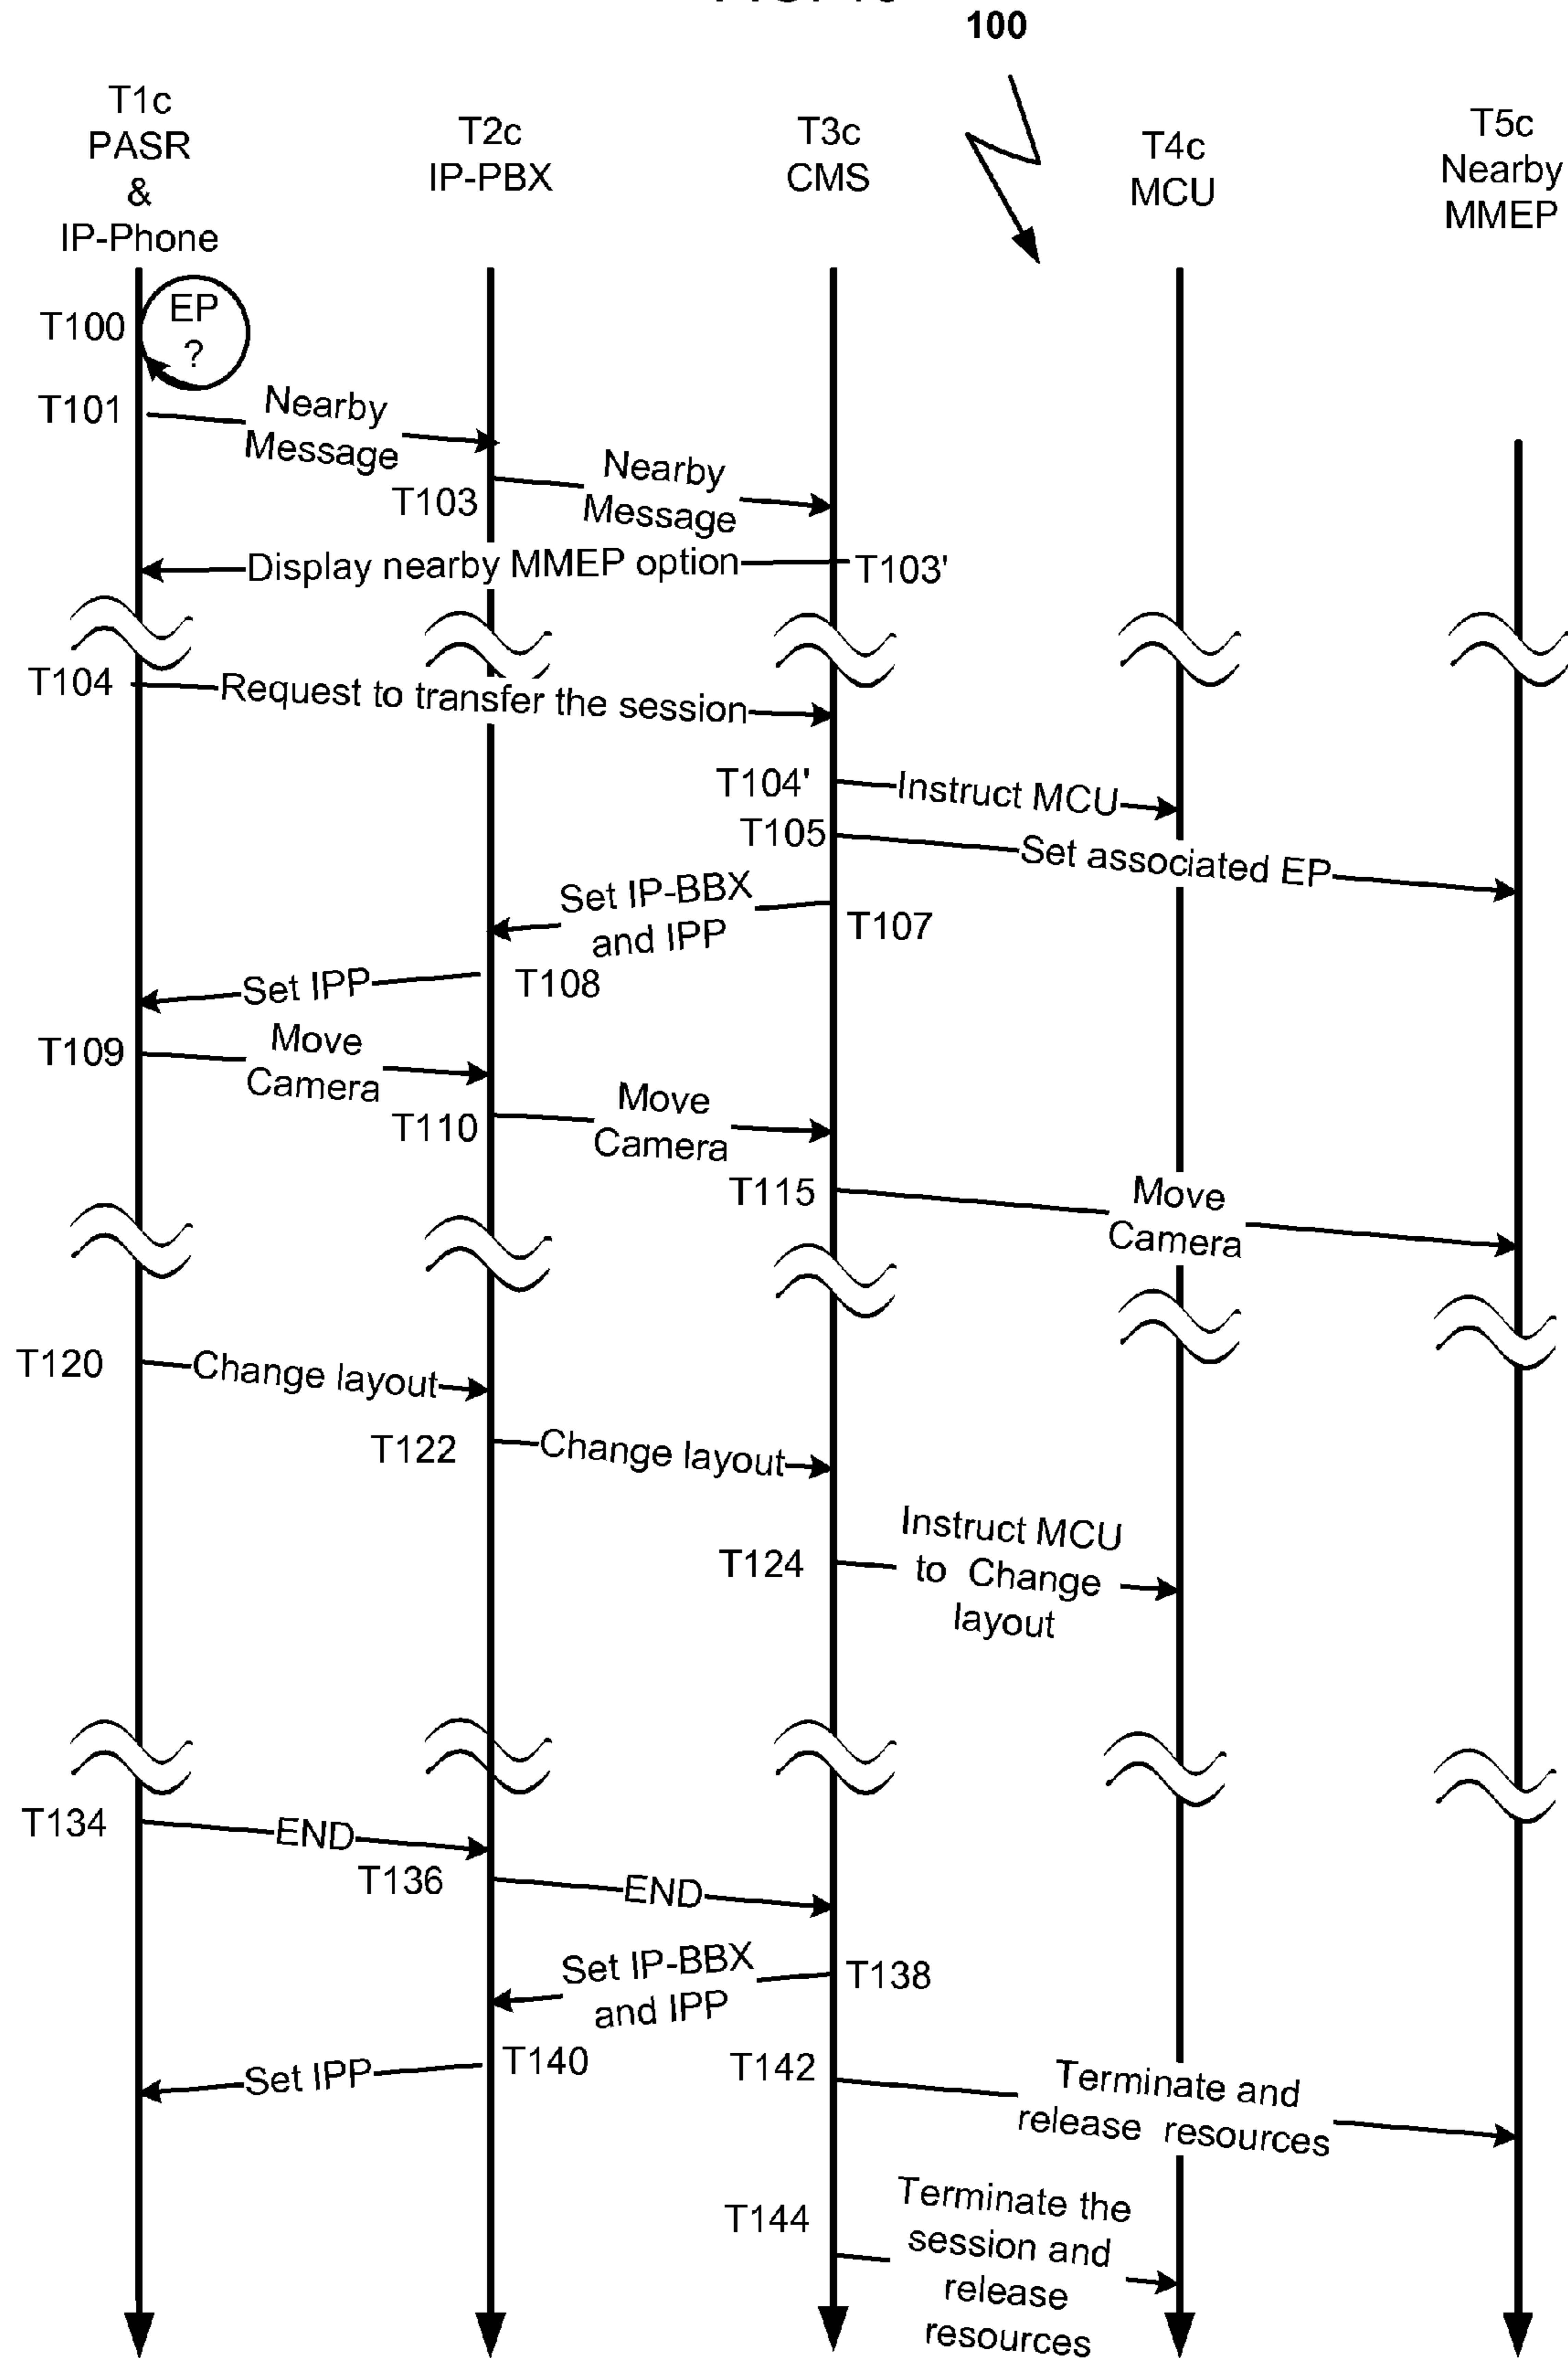 100
T1c
PASR
&
IP-Phone
T2c
IP-PBX
T3c
CMS
T4c
MCU
T5c
Nearby
MMEP
T100
EP
?
T101
Nearby
Message
T103
Nearby
Message
Display nearby MMEP option
T103'
T104
Request to transfer the session
T104'
Instruct MCU
T105
Set associated EP
Set IP-BBX
and IPP
T107
Set IPP
T108
T109
Move
Camera
T110
Move
Camera
T115
Move
Camera
T120
Change layout
T122
Change layout
T124
Instruct MCU
to Change
layout
T134
END
T136
END
Set IP-BBX
and IPP
T138
Set IPP
T140
T142
Terminate and
release resources
T144
Terminate the
session and
release
resources